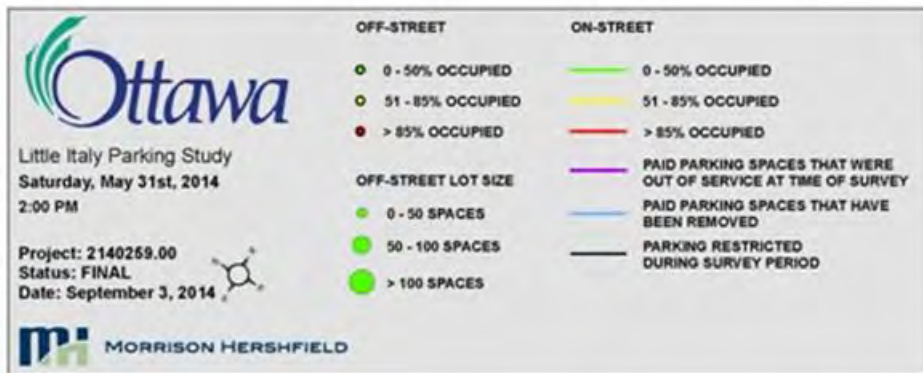 Ottawa
Little Italy Parking Study
Saturday, May 31st, 2014
2:00 PM
Project: 2140259.00
Status: FINAL
Date: September 3, 2014
MORRISON HERSHFIELD
OFF-STREET
0 - 50% OCCUPIED
51 - 85% OCCUPIED
> 85% OCCUPIED
OFF-STREET LOT SIZE
0 - 50 SPACES
50 - 100 SPACES
> 100 SPACES
ON-STREET
0 - 50% OCCUPIED
51 - 85% OCCUPIED
> 85% OCCUPIED
PAID PARKING SPACES THAT WERE
OUT OF SERVICE AT TIME OF SURVEY
PAID PARKING SPACES THAT HAVE
BEEN REMOVED
PARKING RESTRICTED
DURING SURVEY PERIOD